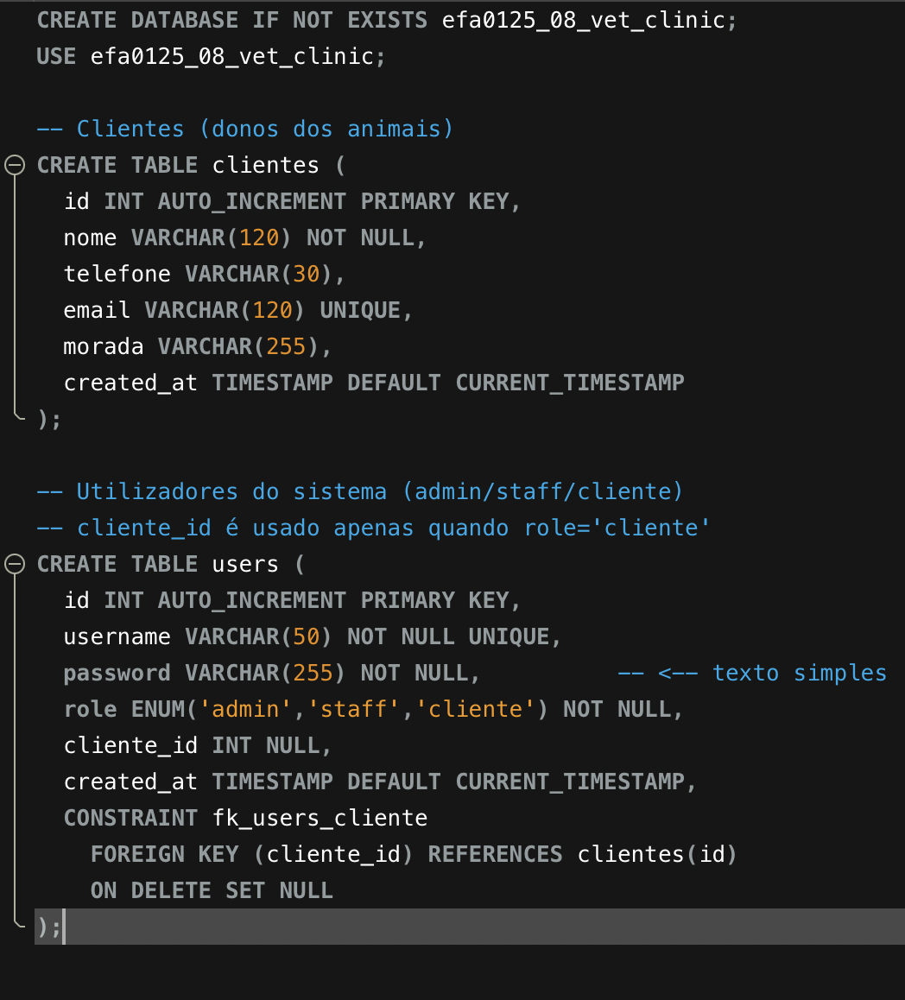 CREATE DATABASE IF NOT EXISTS efa0125_08_vet_clinic;
USE efa0125_08_vet_clinic;
-- Clientes (donos dos animais)
CREATE TABLE clientes (
id INT AUTO_INCREMENT PRIMARY KEY,
nome VARCHAR(120) NOT NULL,
telefone VARCHAR(30),
email VARCHAR(120) UNIQUE,
morada VARCHAR(255),
created_at TIMESTAMP DEFAULT CURRENT_TIMESTAMP
);
-- Utilizadores do sistema (admin/staff/cliente)
-- cliente_id é usado apenas quando role='cliente'
CREATE TABLE users (
id INT AUTO_INCREMENT PRIMARY KEY,
username VARCHAR(50) NOT NULL UNIQUE,
password VARCHAR(255) NOT NULL, -- <-- texto simples
role ENUM('admin','staff','cliente') NOT NULL,
cliente_id INT NULL,
created_at TIMESTAMP DEFAULT CURRENT_TIMESTAMP,
CONSTRAINT fk_users_cliente
FOREIGN KEY (cliente_id) REFERENCES clientes(id)
ON DELETE SET NULL
);